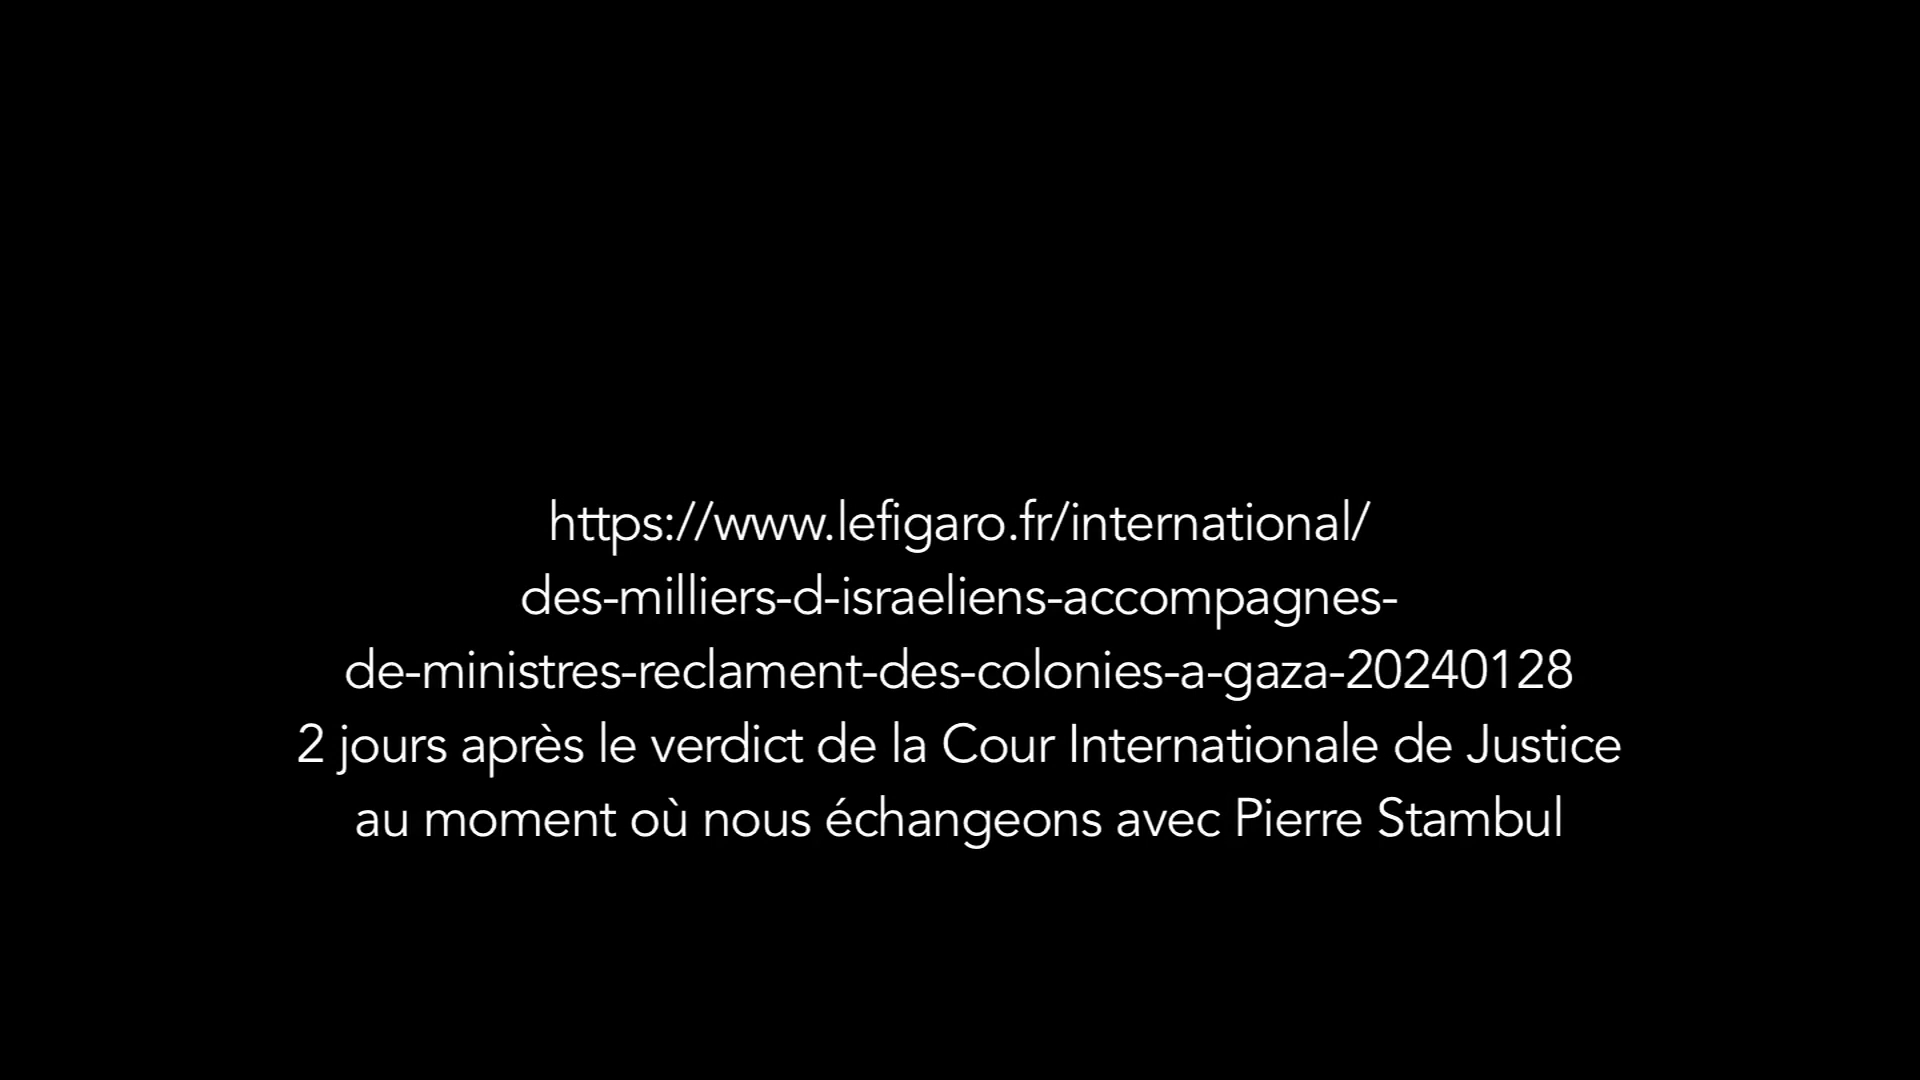 https://www.lefigaro.fr/international/
des-milliers-d-israeliens-accompagnes-
de-ministres-reclament-des-colonies-a-gaza-20240128
2 jours après le verdict de la Cour Internationale de Justice
au moment où nous échangeons avec Pierre Stambul